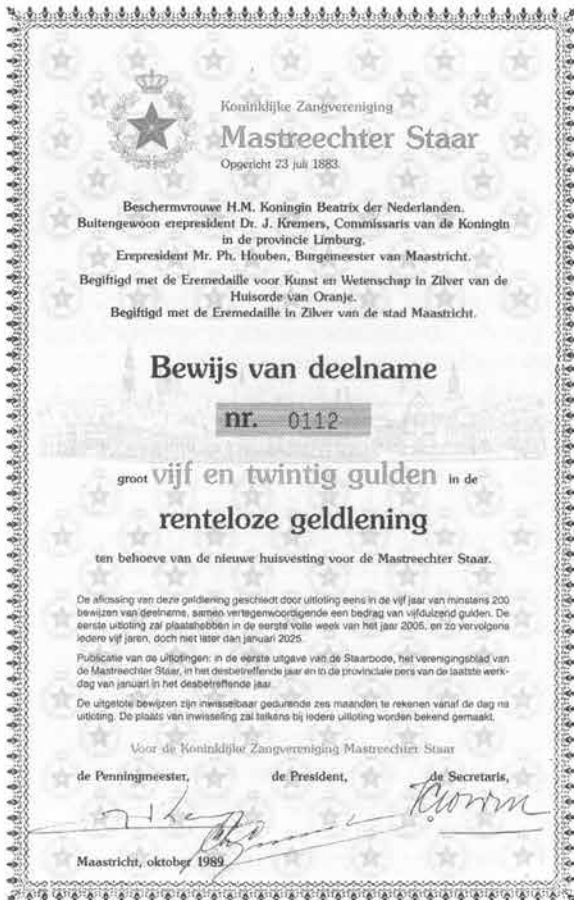 Koninklijke Zangvereniging
Mastreechter Staar
Opgericht 23 juli 1883.
Beschermvrouwe H.M. Koningin Beatrix der Nederlanden.
Buitengewoon erepresident Dr. J. Kremers, Commissaris van de Koningin
in de provincie Limburg.
Erepresident Mr. Ph. Houben, Burgemeester van Maastricht.
Begiftigd met de Eremedaille voor Kunst en Wetenschap in Zilver van de
Huisorde van Oranje.
Begiftigd met de Eremedaille in Zilver van de stad Maastricht.
Bewijs van deelname
nr. 0112
groot vijf en twintig gulden in de
renteloze geldlening
ten behoeve van de nieuwe huisvesting voor de Mastreechter Staar.
De aflossing van deze geldlening geschiedt door uitloting eens in de vijf jaar van minstens 200
bewijzen van deelneme, samen vertegenwoordigende een bedrag van vijfduizend gulden. De
eerste uitloting zal plaatshebben in de eerste volle week van het jaar 2005, en zo vervolgens
iedere vijf jaren, doch niet later dan januari 2025.
Publicatie van de uitlotingen: in de eerste uitgave van de Staarbode, het verenigingsblad van
de Mastreechter Staar, in het desbetreffende jaar en in de provinciale pers van de laatste werk-
dag van januari in het desbetreffende jaar.
De uitgelote bewijzen zijn inwisselbaar gedurende zes maanden te rekenen vanaf de dag na
uitloting. De plaats van inwisseling zal telkens bij iedere uitloting worden bekend gemaakt.
Voor de Koninklijke Zangvereniging Mastreechter Staar
de Penningmeester, de President, de Secretaris,
Maastricht, oktober 1989